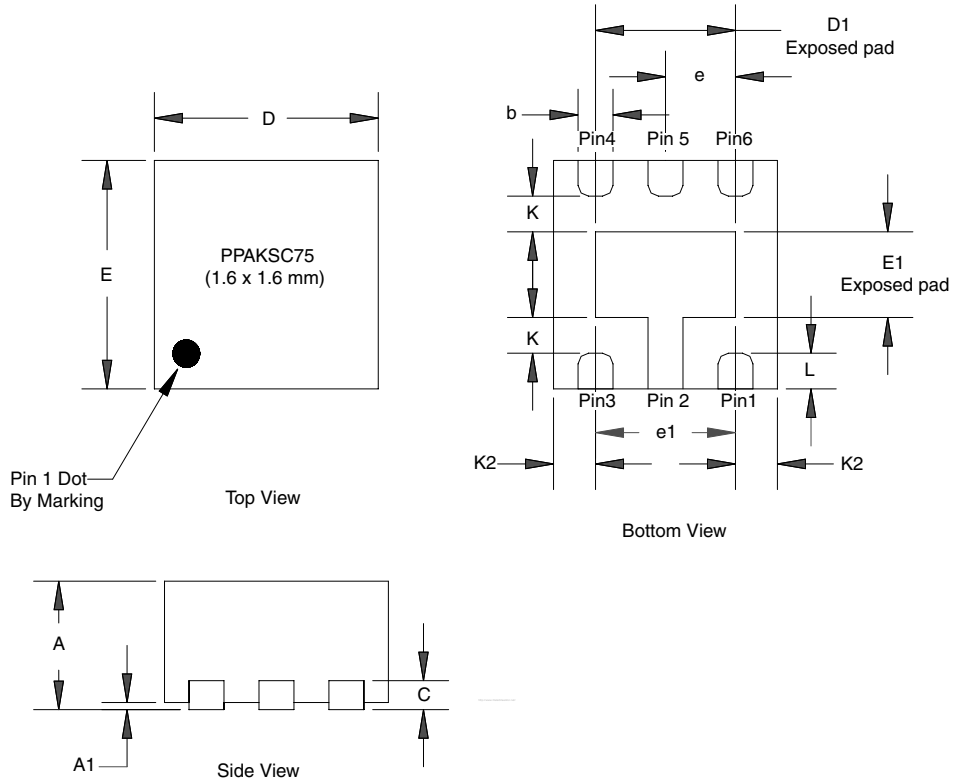 D1
Exposed pad
e
b
D
Pin4
Pin 5
Pin6
K
E
PPAKSC75
(1.6 x 1.6 mm)
E1
Exposed pad
K
L
Pin3
Pin 2
Pin1
e1
K2
K2
Pin 1 Dot
By Marking
Top View
Bottom View
A
C
A1
Side View